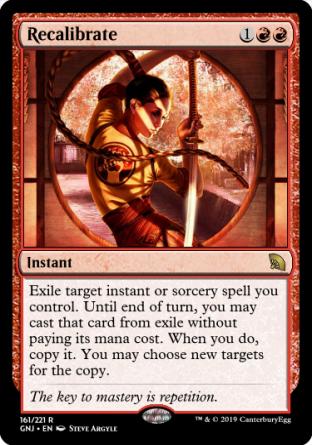 Recalibrate 1
Instant
Exile target instant or sorcery spell you
control. Until end of turn, you may
cast that card from exile without
paying its mana cost. When you do,
copy it. You may choose new targets
for the copy.
The key to mastery is repetition.
161/221 R
GNJ • EN STEVE ARGYLE
™ & © 2019 CanterburyEgg